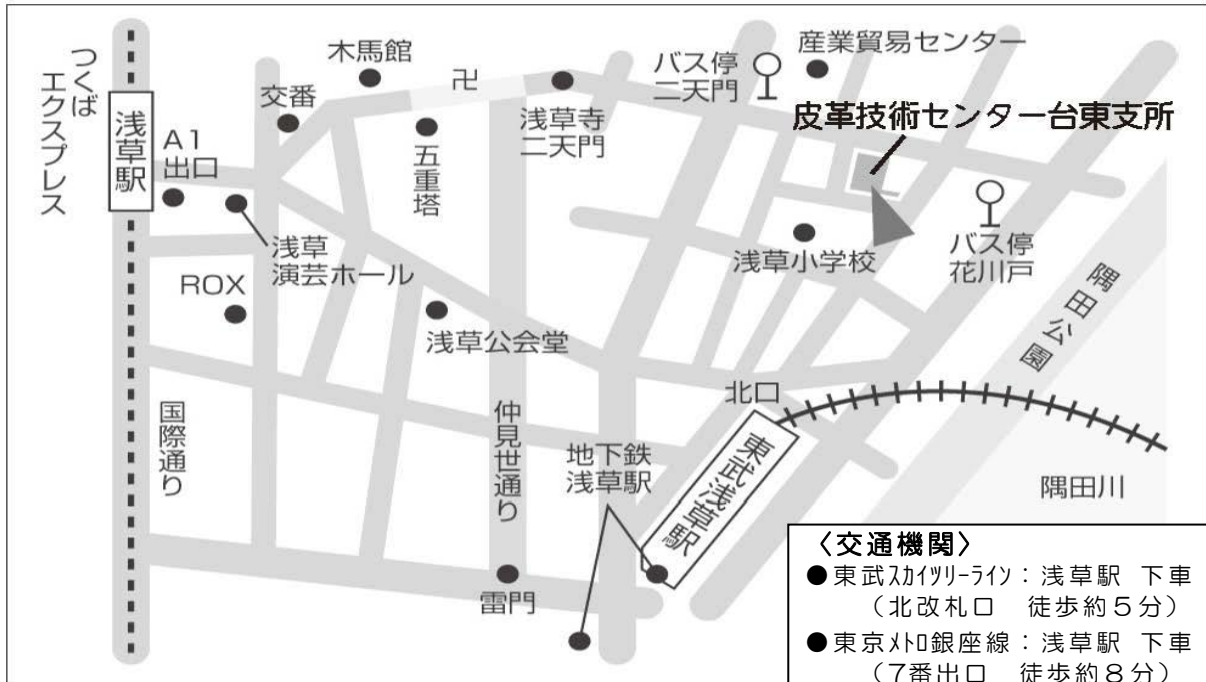 木馬館
産業貿易センター
バス停
二天門
つくば
エクスプレス
交番
卍
浅草寺
二天門
皮革技術センター台東支所
浅草駅
A1
出口
五重塔
浅草
演芸ホール
浅草小学校
バス停
花川戸
ROX
浅草公会堂
隅田公園
北口
国際通り
仲見世通り
地下鉄
浅草駅
東武浅草駅
隅田川
雷門
〈交通機関〉
●東武ｽｶｲﾂﾘｰﾗｲﾝ：浅草駅 下車
（北改札口　徒歩約５分）
●東京ﾒﾄﾛ銀座線：浅草駅 下車
（7番出口　徒歩約８分）